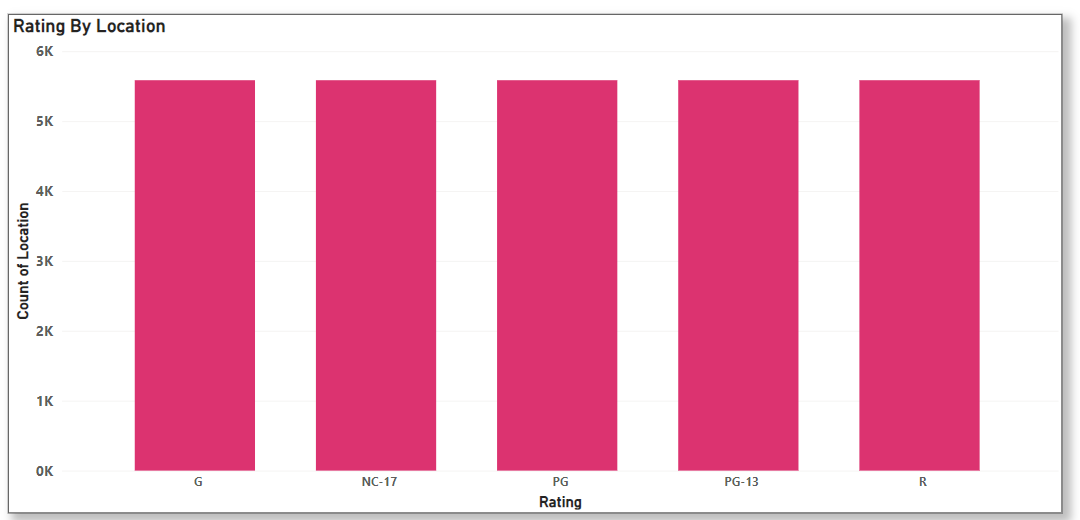 Rating By Location
6K
5K
4K
3K
2K
1K
0K
Count of Location
G NC-17 PG PG-13 R
Rating